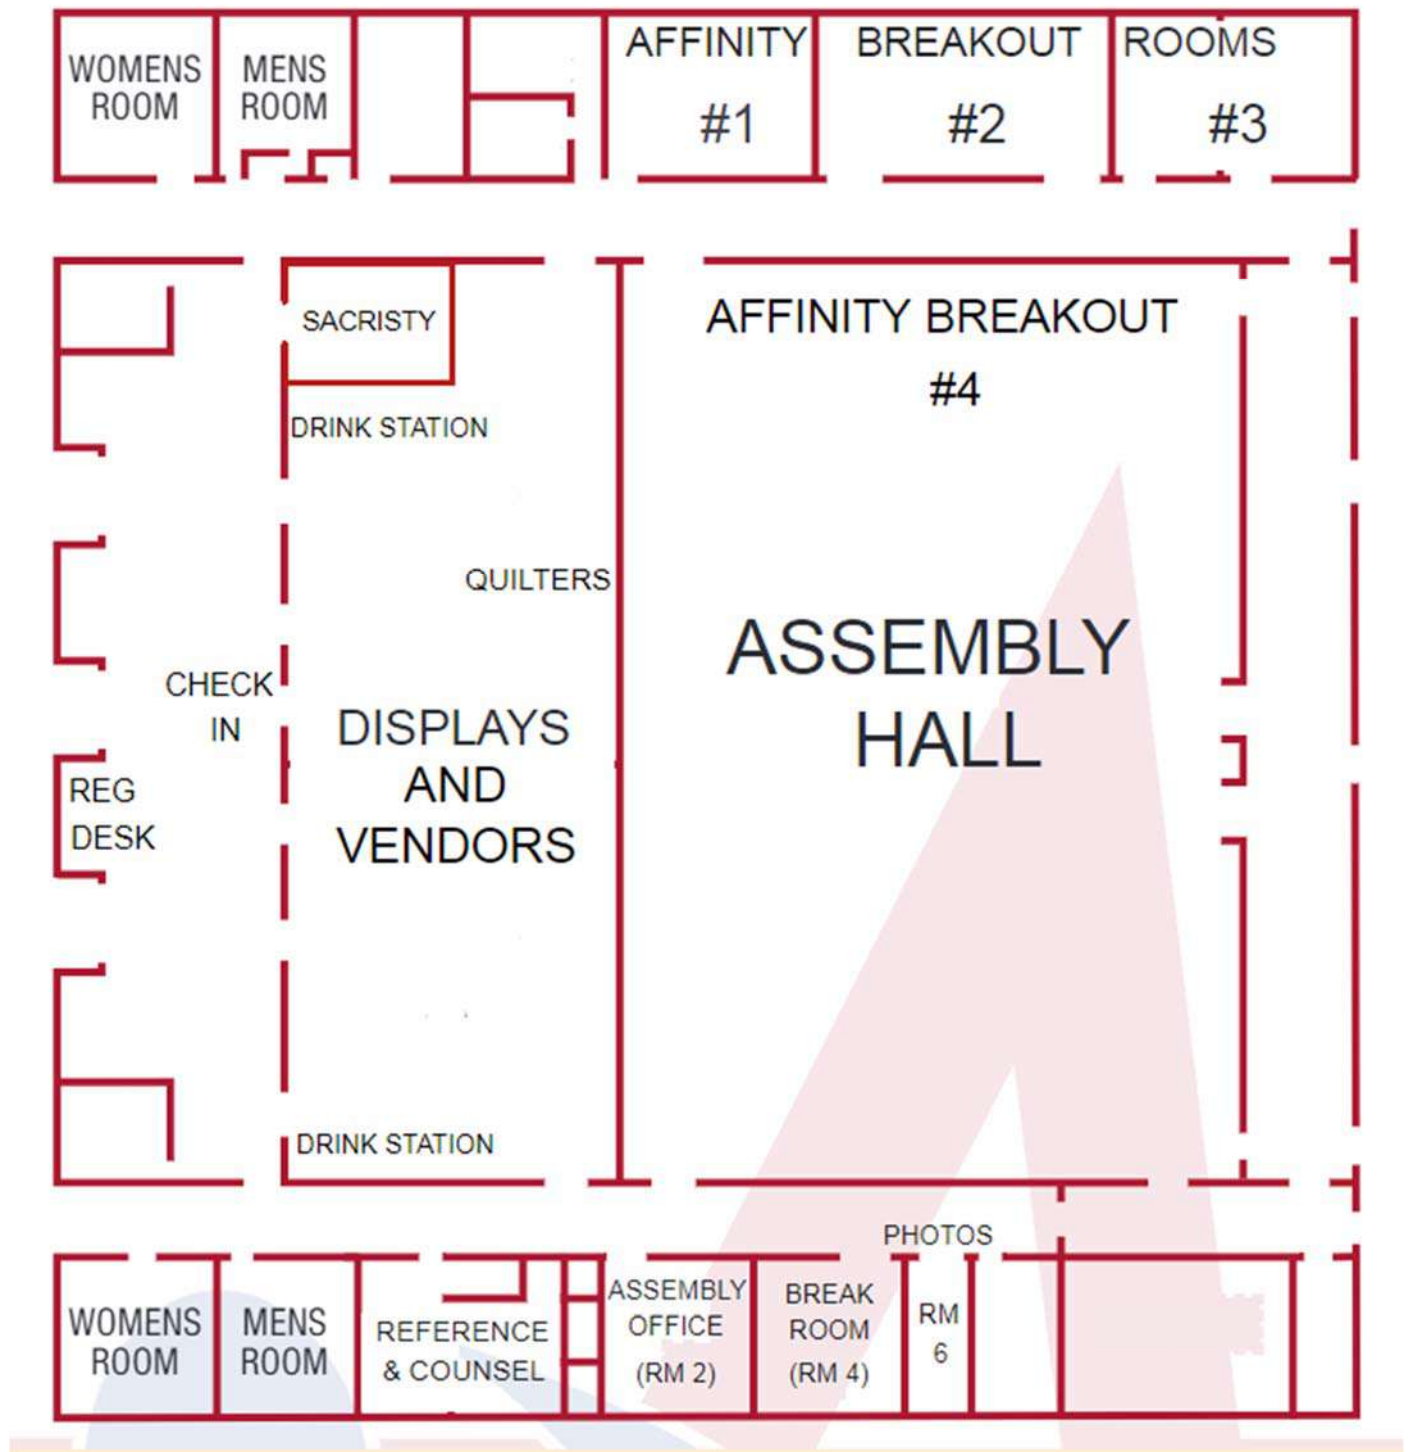 WOMENS
ROOM
MENS
ROOM
AFFINITY BREAKOUT ROOMS
#1 #2 #3
SACRISTY
AFFINITY BREAKOUT
#4
DRINK STATION
QUILTERS
ASSEMBLY
HALL
CHECK
IN
DISPLAYS
AND
VENDORS
REG
DESK
DRINK STATION
PHOTOS
WOMENS
ROOM
MENS
ROOM
REFERENCE
& COUNSEL
ASSEMBLY
OFFICE
(RM 2)
BREAK
ROOM
(RM 4)
RM
6